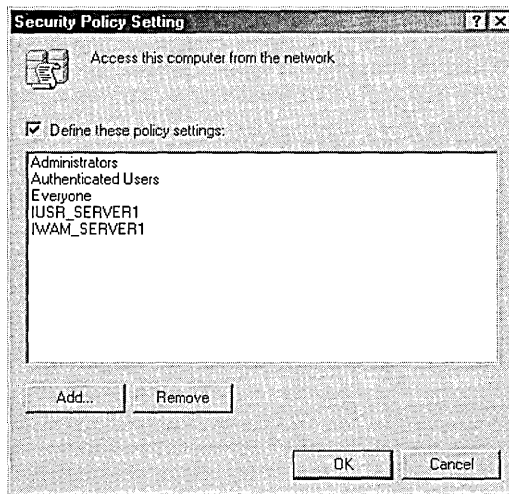 Security Policy Setting
? X
Access this computer from the network
Define these policy settings:
Administrators
Authenticated Users
Everyone
IUSR_SERVER1
IWAM_SERVER1
Add...
Remove
OK
Cancel